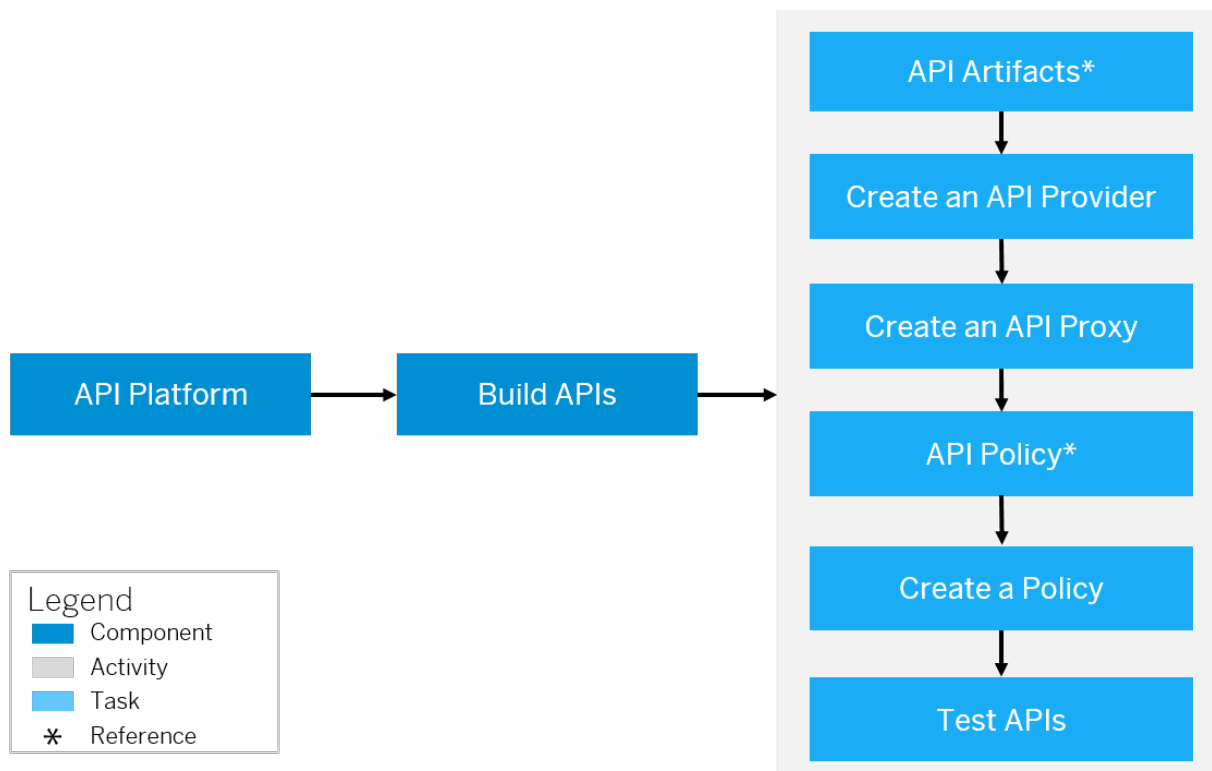 API Artifacts*
Create an API Provider
Create an API Proxy
API Platform
Build APIs
API Policy*
Create a Policy
Test APIs
Legend
Component
Activity
Task
* Reference